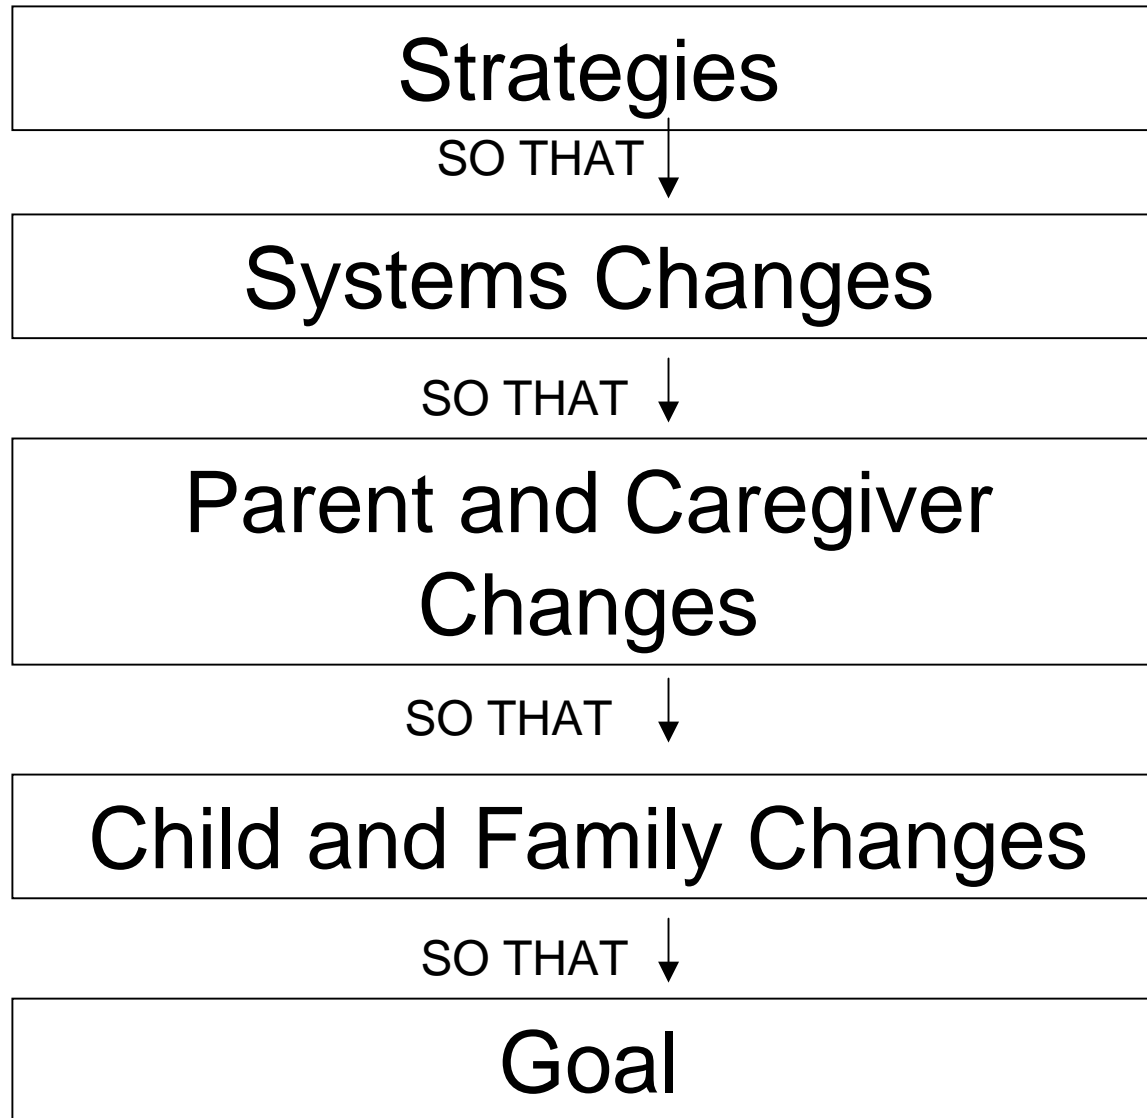 Strategies
SO THAT
Systems Changes
SO THAT
Parent and Caregiver
Changes
SO THAT
Child and Family Changes
SO THAT
Goal